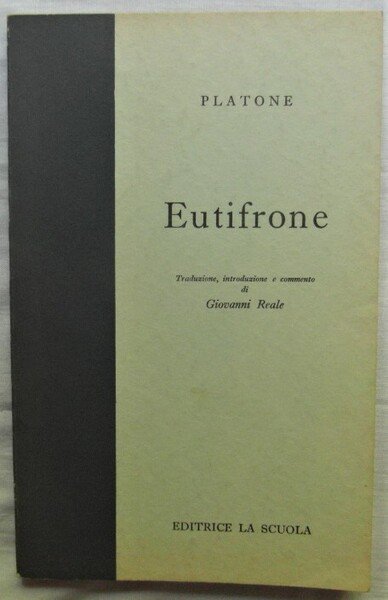 PLATONE
Eutifrone
Traduzione, introduzione e commento
di
Giovanni Reale
EDITRICE LA SCUOLA